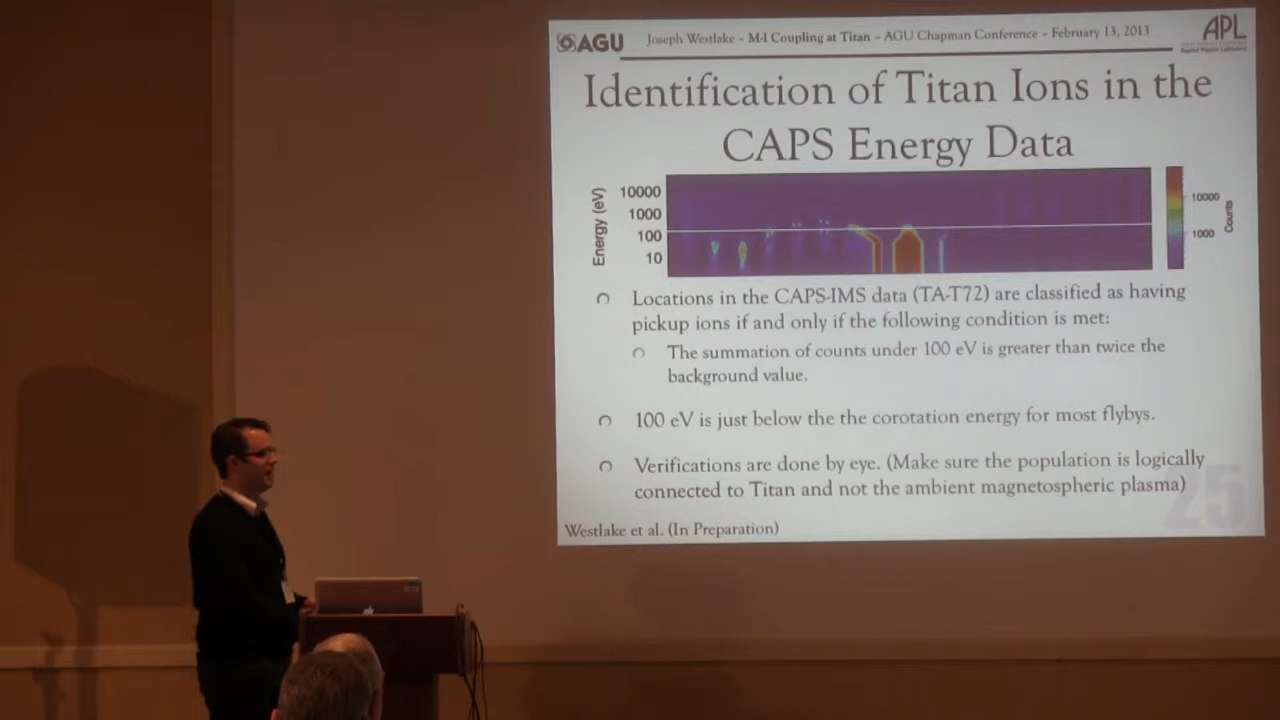 AGU
Joseph Westlake – M-I Coupling at Titan – AGU Chapman Conference – February 13, 2013
APL
Identification of Titan Ions in the
CAPS Energy Data
Energy (eV)
10000
1000
100
10
10000
1000
Counts
Locations in the CAPS-IMS data (TA-T72) are classified as having
pickup ions if and only if the following condition is met:
The summation of counts under 100 eV is greater than twice the
background value.
100 eV is just below the the corotation energy for most flybys.
Verifications are done by eye. (Make sure the population is logically
connected to Titan and not the ambient magnetospheric plasma)
25
Westlake et al. (In Preparation)